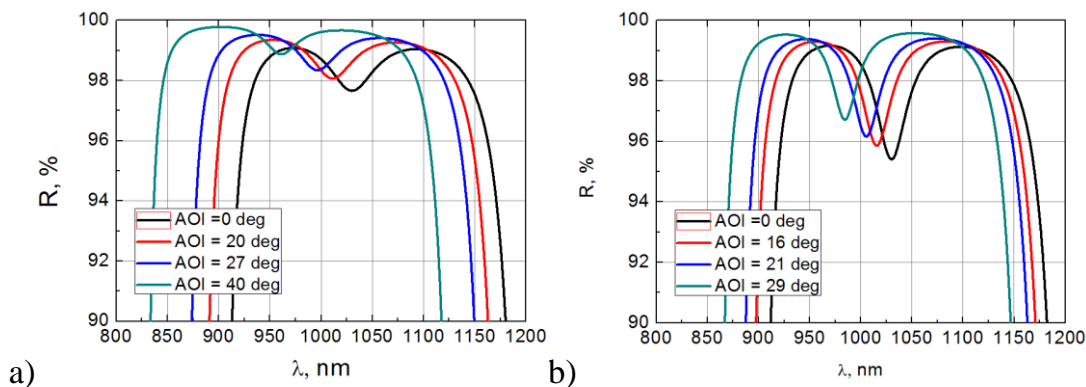 100
98
96
94
92
90
R, %
AOI =0 deg
AOI = 20 deg
AOI = 27 deg
AOI = 40 deg
800 850 900 950 1000 1050 1100 1150 1200
λ, nm
a)
100
98
96
94
92
90
R, %
AOI =0 deg
AOI = 16 deg
AOI = 21 deg
AOI = 29 deg
800 850 900 950 1000 1050 1100 1150 1200
λ, nm
b)